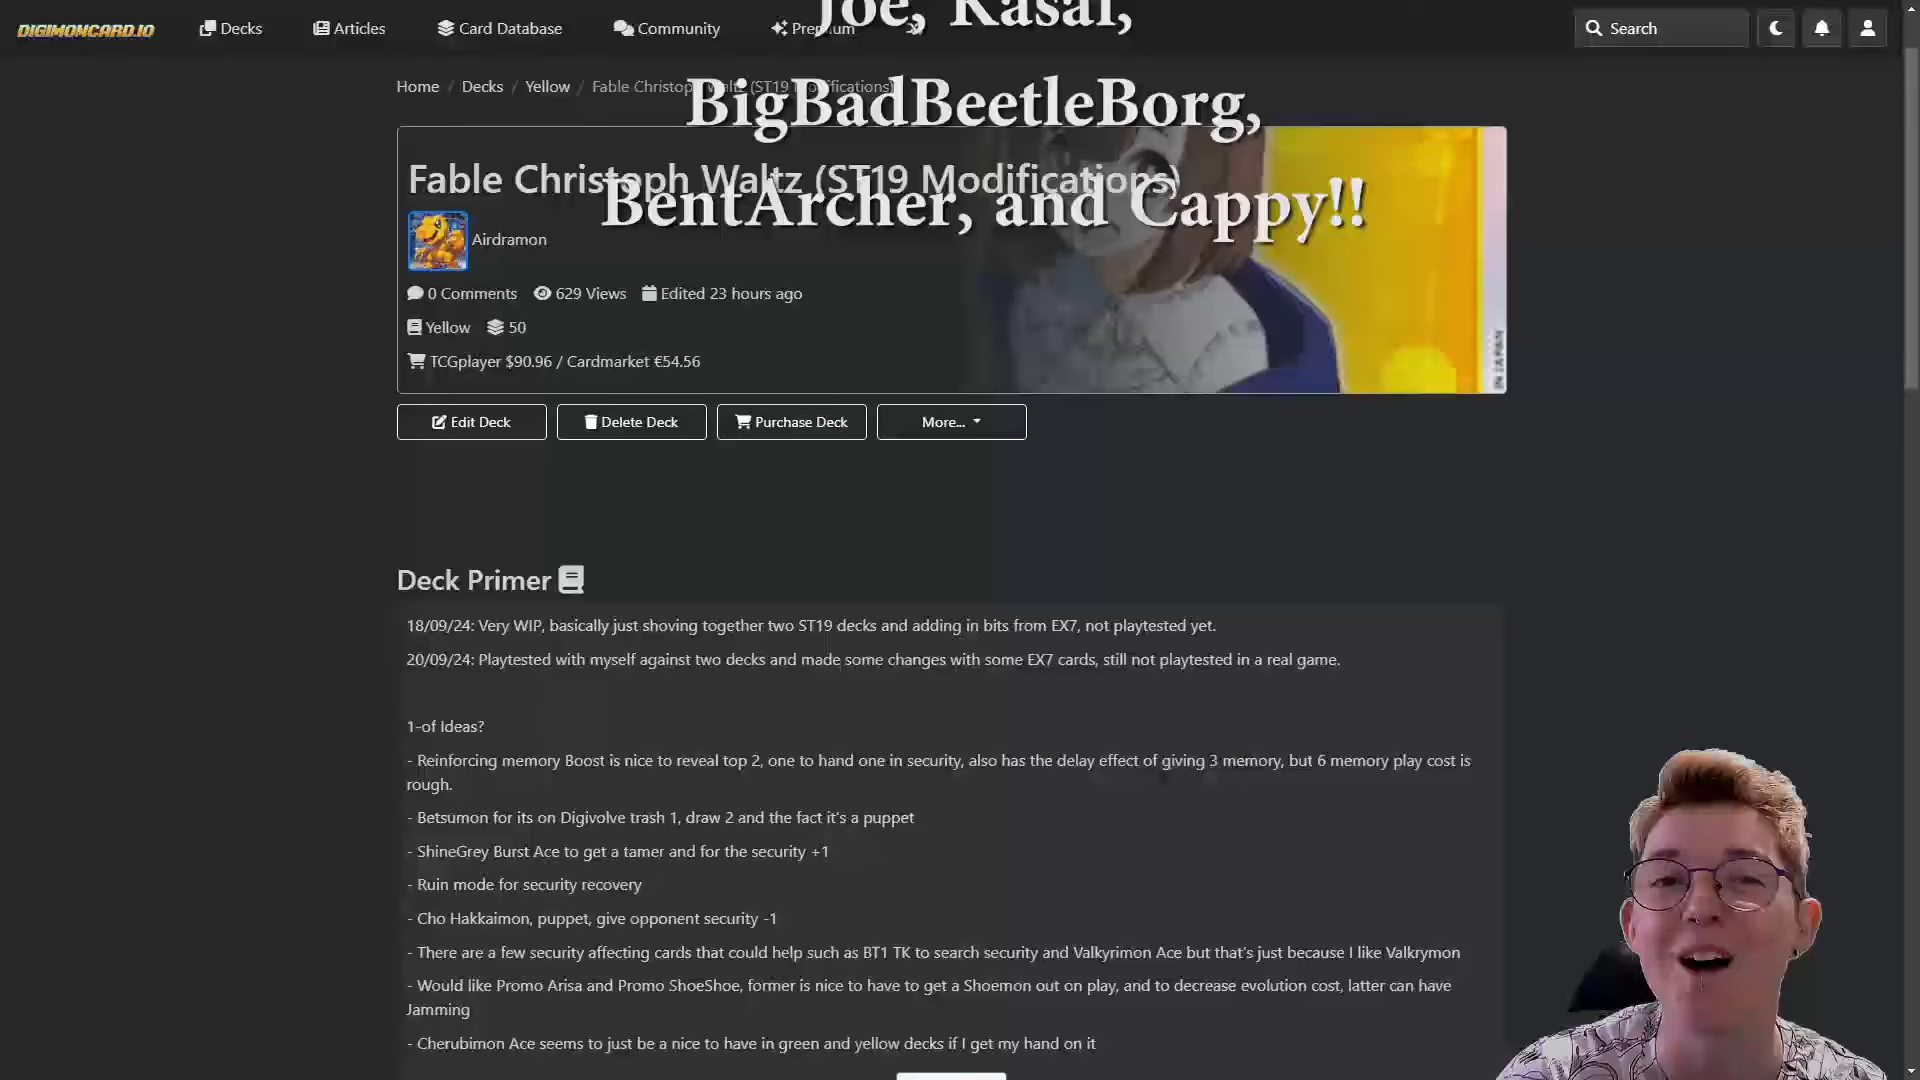 DIGIMONCARD.IO
Decks
Articles
Card Database
Community
Premium
Search
Joe, Kasai,
BigBadBeetleBorg,
BentArcher, and Cappy!!
Home / Decks / Yellow / Fable Christoph Waltz (ST19 Modifications)
Fable Christoph Waltz (ST19 Modifications)
Airdramon
0 Comments 629 Views Edited 23 hours ago
Yellow 50
TCGplayer $90.96 / Cardmarket €54.56
IN JAPAN
Edit Deck
Delete Deck
Purchase Deck
More...
Deck Primer
18/09/24: Very WIP, basically just shoving together two ST19 decks and adding in bits from EX7, not playtested yet.
20/09/24: Playtested with myself against two decks and made some changes with some EX7 cards, still not playtested in a real game.
1-of Ideas?
- Reinforcing memory Boost is nice to reveal top 2, one to hand one in security, also has the delay effect of giving 3 memory, but 6 memory play cost is
rough.
- Betsumon for its on Digivolve trash 1, draw 2 and the fact it's a puppet
- ShineGrey Burst Ace to get a tamer and for the security +1
- Ruin mode for security recovery
- Cho Hakkaimon, puppet, give opponent security -1
- There are a few security affecting cards that could help such as BT1 TK to search security and Valkyrimon Ace but that's just because I like Valkrymon
- Would like Promo Arisa and Promo ShoeShoe, former is nice to have to get a Shoemon out on play, and to decrease evolution cost, latter can have
Jamming
- Cherubimon Ace seems to just be a nice to have in green and yellow decks if I get my hand on it